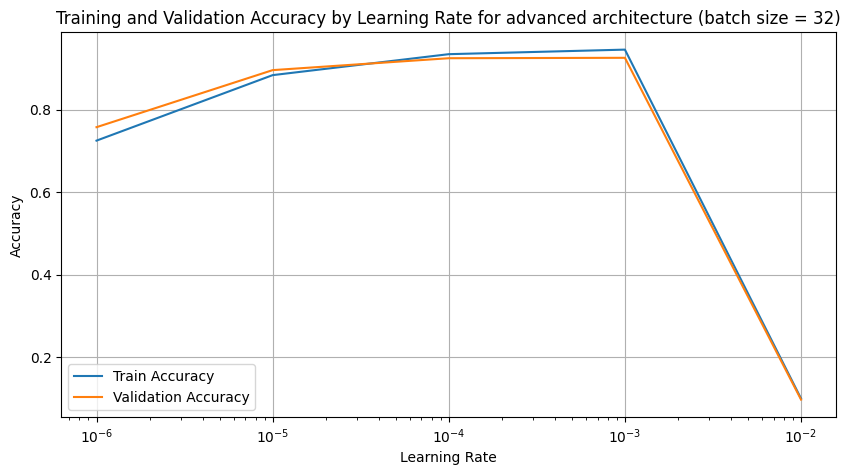 Training and Validation Accuracy by Learning Rate for advanced architecture (batch size = 32)
Accuracy
0.8
0.6
0.4
0.2
Train Accuracy
Validation Accuracy
10⁻⁶ 10⁻⁵ 10⁻⁴ 10⁻³ 10⁻²
Learning Rate